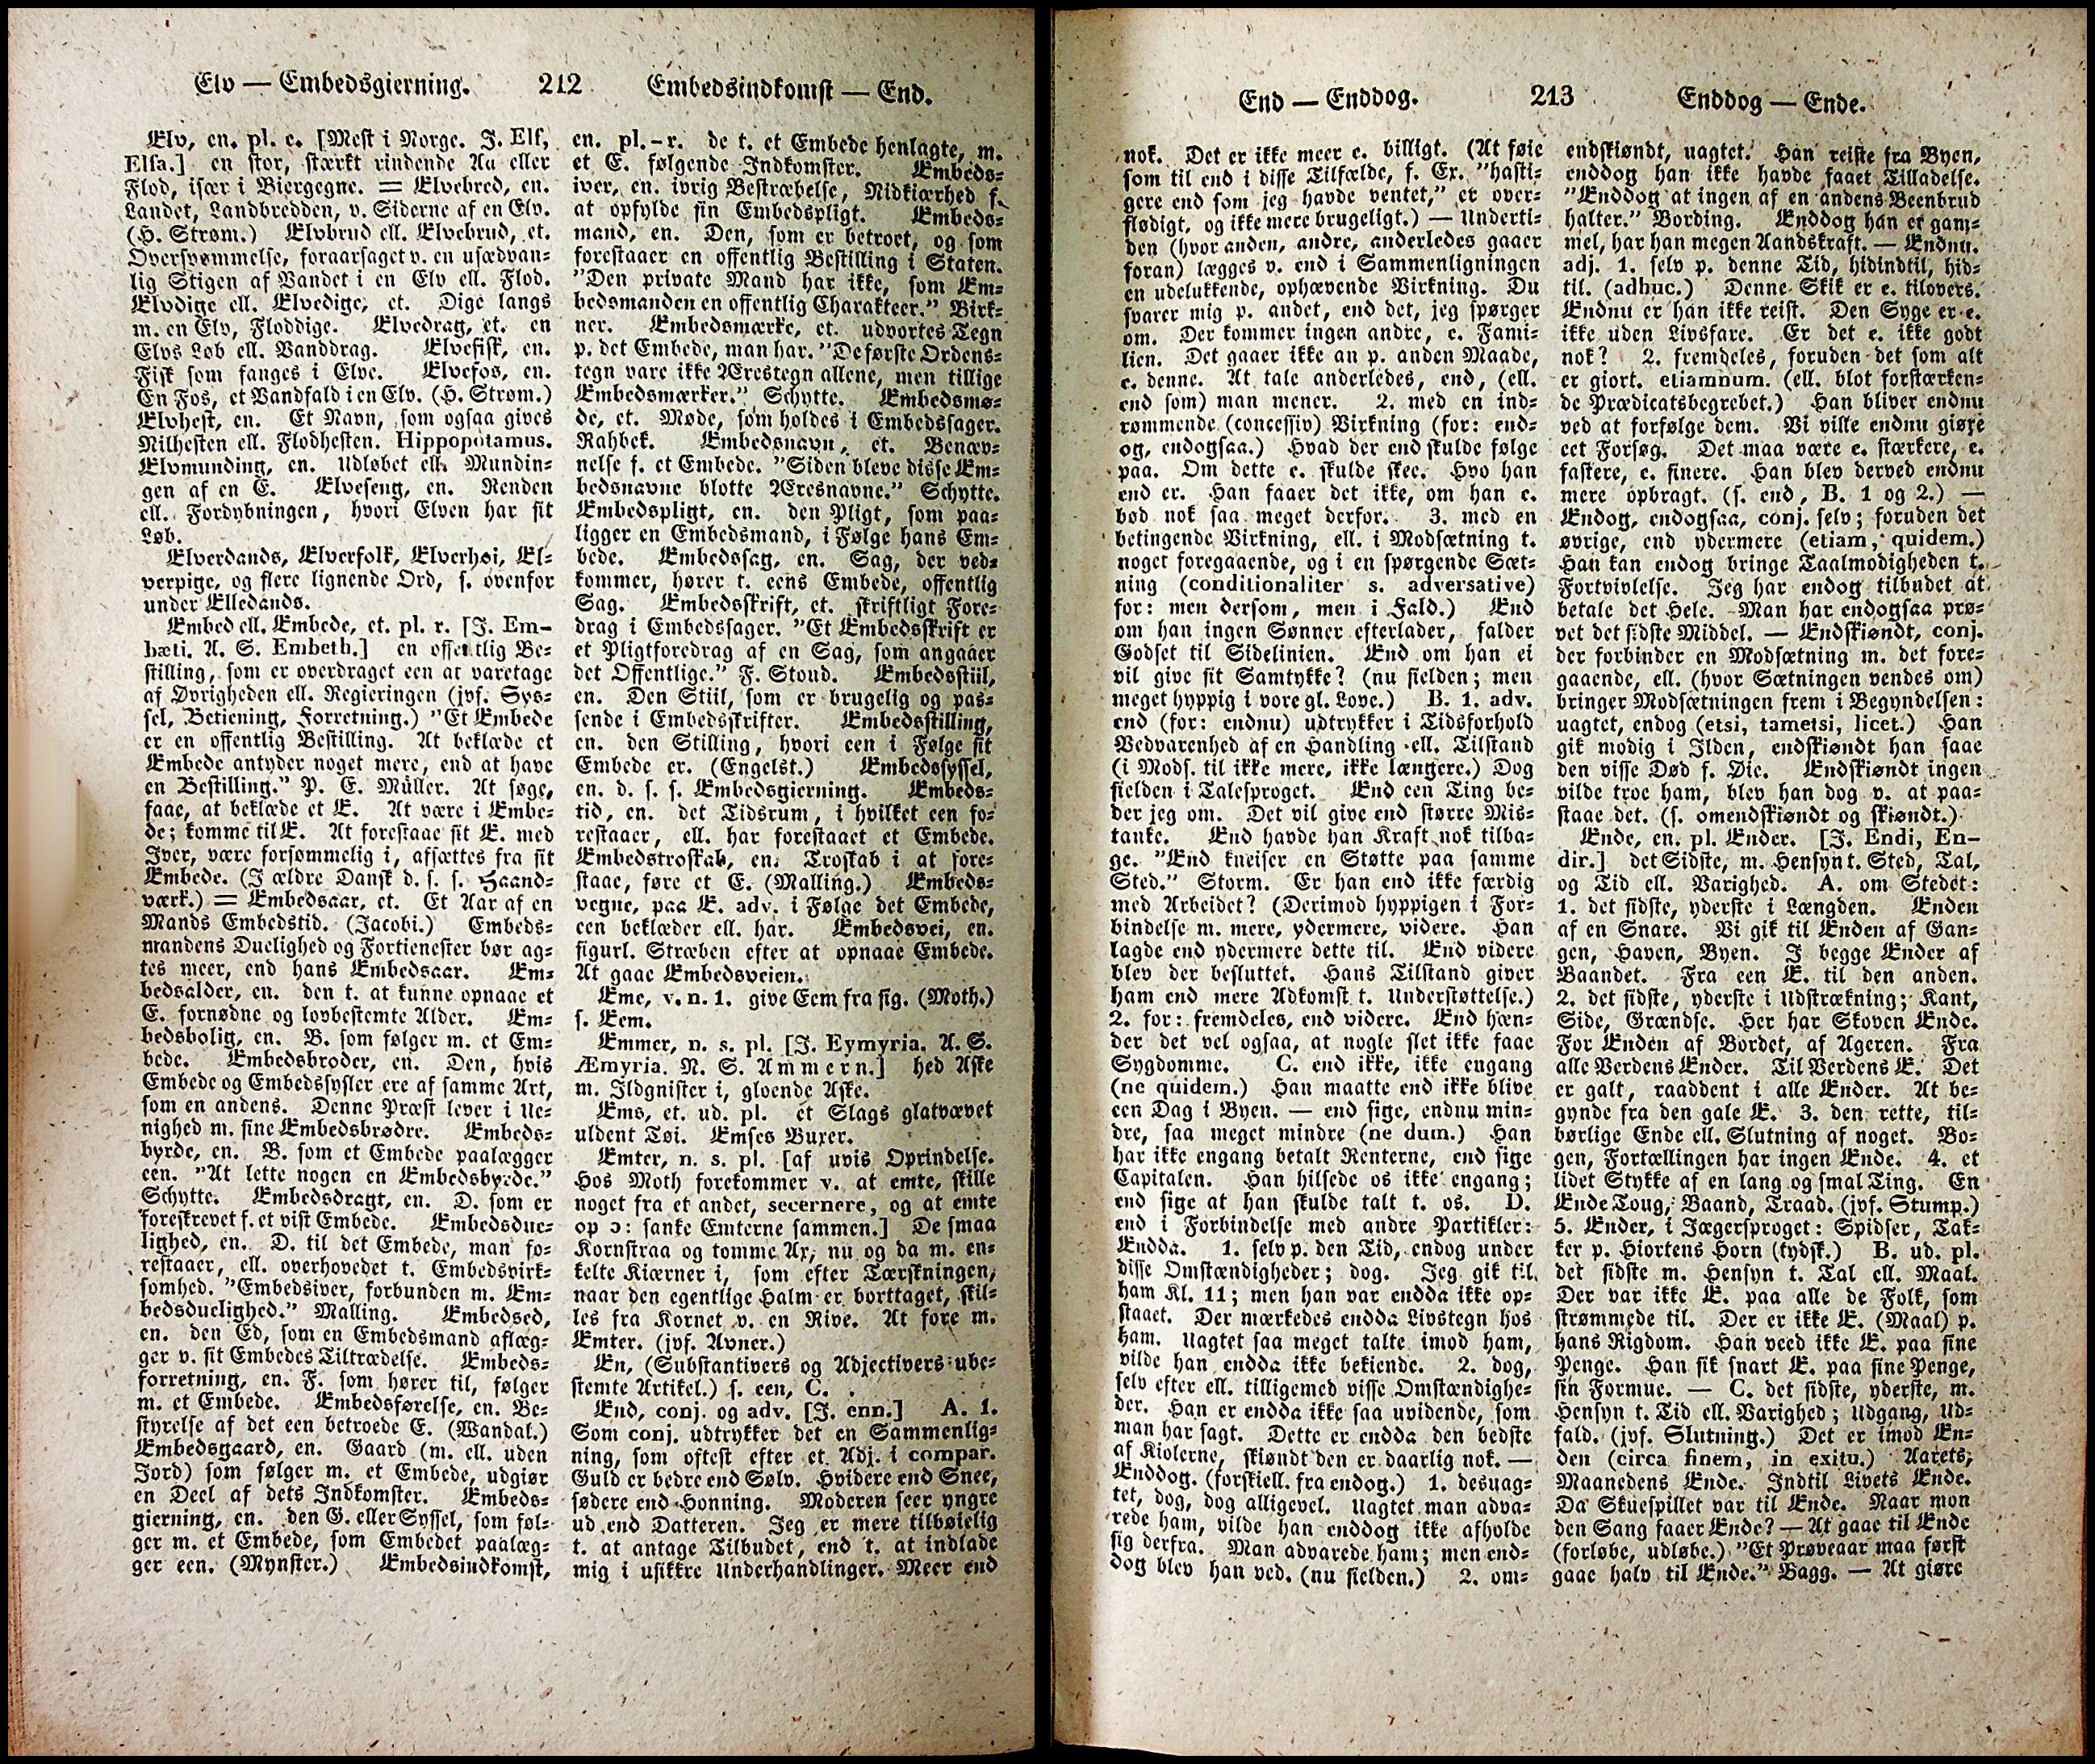 Elv — Embedsgierning. 212 Embedsindkomst — End.
Elv, en. pl. e. [Mest i Norge. J. Elf,
Elfa.] en stor, stærkt rindende Aa eller
Flod, især i Biergegne. = Elvebred, en.
Landet, Landbredden, v. Siderne af en Elv.
(H. Strøm.) Elvbrud ell. Elvebrud, et.
Oversvømmelse, foraarsaget v. en usædvan-
lig Stigen af Vandet i en Elv ell. Flod.
Elvdige ell. Elvedige, et. Dige langs
m. en Elv, Floddige. Elvedrag, et. en
Elvs Løb ell. Vanddrag. Elvefisk, en.
Fisk som fanges i Elve. Elvefos, en.
En Fos, et Vandfald i en Elv. (H. Strøm.)
Elvhest, en. Et Navn, som ogsaa gives
Nilhesten ell. Flodhesten. Hippopotamus.
Elvmunding, en. Udløbet ell. Mundin-
gen af en E. Elveseng, en. Renden
ell. Fordybningen, hvori Elven har sit
Løb.
Elverdands, Elverfolk, Elverhøi, El-
verpige, og flere lignende Ord, s. ovenfor
under Elledands.
Embed ell. Embede, et. pl. r. [J. Em-
bæti. A. S. Embeth.] en offentlig Be-
stilling, som er overdraget een at varetage
af Øvrigheden ell. Regieringen (jvf. Sys-
sel, Betiening, Forretning.) "Et Embede
er en offentlig Bestilling. At beklæde et
Embede antyder noget mere, end at have
en Bestilling." P. E. Müller. At søge,
faae, at beklæde et E. At være i Embe-
de; komme til E. At forestaae sit E. med
Iver, være forsømmelig i, afsættes fra sit
Embede. (I ældre Dansk d. s. s. Haand-
værk.) = Embedsaar, et. Et Aar af en
Mands Embedstid. (Jacobi.) Embeds-
mandens Duelighed og Fortienester bør ag-
tes meer, end hans Embedsaar. Em-
bedsalder, en. den t. at kunne opnaae et
E. fornødne og lovbestemte Alder. Em-
bedsbolig, en. B. som følger m. et Em-
bede. Embedsbroder, en. Den, hvis
Embede og Embedssysler ere af samme Art,
som en andens. Denne Præst lever i Ue-
nighed m. sine Embedsbrødre. Embeds-
byrde, en. B. som et Embede paalægger
een. "At lette nogen en Embedsbyrde."
Schytte. Embedsdragt, en. D. som er
foreskrevet f. et vist Embede. Embedsdue-
lighed, en. D. til det Embede, man fo-
restaaer, ell. overhovedet t. Embedsvirk-
somhed. "Embedsiver, forbunden m. Em-
bedsduelighed." Malling. Embedsed,
en. den Ed, som en Embedsmand aflæg-
ger v. sit Embedes Tiltrædelse. Embeds-
forretning, en. F. som hører til, følger
m. et Embede. Embedsførelse, en. Be-
styrelse af det een betroede E. (Wandal.)
Embedsgaard, en. Gaard (m. ell. uden
Jord) som følger m. et Embede, udgiør
en Deel af dets Indkomster. Embeds-
gierning, en. den G. eller Syssel, som føl-
ger m. et Embede, som Embedet paalæg-
ger een. (Mynster.) Embedsindkomst,
en. pl. -r. de t. et Embede henlagte, m.
et E. følgende Indkomster. Embeds-
iver, en. ivrig Bestræbelse, Nidkiærhed f.
at opfylde sin Embedspligt. Embeds-
mand, en. Den, som er betroet, og som
forestaaer en offentlig Bestilling i Staten.
"Den private Mand har ikke, som Em-
bedsmanden en offentlig Charakteer." Birk-
ner. Embedsmærke, et. udvortes Tegn
p. det Embede, man har. "De første Ordens-
tegn vare ikke Ærestegn allene, men tillige
Embedsmærker." Schytte. Embedsmø-
de, et. Møde, som holdes i Embedssager.
Rahbek. Embedsnavn, et. Benæv-
nelse f. et Embede. "Siden bleve disse Em-
bedsnavne blotte Æresnavne." Schytte.
Embedspligt, en. den Pligt, som paa-
ligger en Embedsmand, i Følge hans Em-
bede. Embedssag, en. Sag, der ved-
kommer, hører t. eens Embede, offentlig
Sag. Embedsskrift, et. skriftligt Fore-
drag i Embedssager. "Et Embedsskrift er
et Pligtforedrag af en Sag, som angaaer
det Offentlige." F. Stoud. Embedsstiil,
en. Den Stiil, som er brugelig og pas-
sende i Embedsskrifter. Embedsstilling,
en. den Stilling, hvori een i Følge sit
Embede er. (Engelst.) Embedssyssel,
en. d. s. s. Embedsgierning. Embeds-
tid, en. det Tidsrum, i hvilket een fo-
restaaer, ell. har forestaaet et Embede.
Embedstroskab, en. Troskab i at fore-
staae, føre et E. (Malling.) Embeds-
vegne, paa E. adv. i Følge det Embede,
een beklæder ell. har. Embedsvei, en.
figurl. Stræben efter at opnaae Embede.
At gaae Embedsveien.
Eme, v. n. 1. give Eem fra sig. (Moth.)
s. Eem.
Emmer, n. s. pl. [J. Eymyria. A. S.
Æmyria. N. S. Ammern.] hed Aske
m. Ildgnister i, gloende Aske.
Ems, et. ud. pl. et Slags glatvævet
uldent Tøi. Emses Buxer.
Emter, n. s. pl. [af uvis Oprindelse.
Hos Moth forekommer v. at emte, skille
noget fra et andet, secernere, og at emte
op ɔ: sanke Emterne sammen.] De smaa
Kornstraa og tomme Ax, nu og da m. en-
kelte Kiærner i, som efter Tærskningen,
naar den egentlige Halm er borttaget, skil-
les fra Kornet v. en Rive. At fore m.
Emter. (jvf. Avner.)
En, (Substantivers og Adjectivers ube-
stemte Artikel.) s. een, C.
End, conj. og adv. [J. enn.] A. 1.
Som conj. udtrykker det en Sammenlig-
ning, som oftest efter et Adj. i compar.
Guld er bedre end Sølv. Hvidere end Snee,
sødere end Honning. Moderen seer yngre
ud end Datteren. Jeg er mere tilbøielig
t. at antage Tilbudet, end t. at indlade
mig i usikkre Underhandlinger. Meer end
End — Enddog. 213 Enddog — Ende.
nok. Det er ikke meer e. billigt. (At føie
som til end i disse Tilfælde, f. Ex. "hasti-
gere end som jeg havde ventet," er over-
flødigt, og ikke mere brugeligt.) — Underti-
den (hvor anden, andre, anderledes gaaer
foran) lægges v. end i Sammenligningen
en udelukkende, ophævende Virkning. Du
svarer mig p. andet, end det, jeg spørger
om. Der kommer ingen andre, e. Fami-
lien. Det gaaer ikke an p. anden Maade,
e. denne. At tale anderledes, end, (ell.
end som) man mener. 2. med en ind-
rømmende (concessiv) Virkning (for: end-
og, endogsaa.) Hvad der end skulde følge
paa. Om dette e. skulde skee. Hvo han
end er. Han faaer det ikke, om han e.
bød nok saa meget derfor. 3. med en
betingende Virkning, ell. i Modsætning t.
noget foregaaende, og i en spørgende Sæt-
ning (conditionaliter s. adversative)
for: men dersom, men i Fald.) End
om han ingen Sønner efterlader, falder
Godset til Sidelinien. End om han ei
vil give sit Samtykke? (nu sielden; men
meget hyppig i vore gl. Love.) B. 1. adv.
end (for: endnu) udtrykker i Tidsforhold
Vedvarenhed af en Handling ell. Tilstand
(i Mods. til ikke mere, ikke længere.) Dog
sielden i Talesproget. End een Ting be-
der jeg om. Det vil give end større Mis-
tanke. End havde han Kraft nok tilba-
ge. "End kneiser en Støtte paa samme
Sted." Storm. Er han end ikke færdig
med Arbeidet? (Derimod hyppigen i For-
bindelse m. mere, ydermere, videre. Han
lagde end ydermere dette til. End videre
blev der besluttet. Hans Tilstand giver
ham end mere Adkomst t. Understøttelse.)
2. for: fremdeles, end videre. End hæn-
der det vel ogsaa, at nogle slet ikke faae
Sygdomme. C. end ikke, ikke engang
(ne quidem.) Han maatte end ikke blive
een Dag i Byen. — end sige, endnu min-
dre, saa meget mindre (ne dum.) Han
har ikke engang betalt Renterne, end sige
Capitalen. Han hilsede os ikke engang;
end sige at han skulde talt t. os. D.
end i Forbindelse med andre Partikler:
Endda. 1. selv p. den Tid, endog under
disse Omstændigheder; dog. Jeg gik til
ham Kl. 11; men han var endda ikke op-
staaet. Der mærkedes endda Livstegn hos
ham. Uagtet saa meget talte imod ham,
vilde han endda ikke bekiende. 2. dog,
selv efter ell. tilligemed visse Omstændighe-
der. Han er endda ikke saa uvidende, som
man har sagt. Dette er endda den bedste
af Kiolerne, skiøndt den er daarlig nok. —
Enddog. (forskiell. fra endog.) 1. desuag-
tet, dog, dog alligevel. Uagtet man adva-
rede ham, vilde han enddog ikke afholde
sig derfra. Man advarede ham; men end-
dog blev han ved. (nu sielden.) 2. om-
endskiøndt, uagtet. Han reiste fra Byen,
enddog han ikke havde faaet Tilladelse.
"Enddog at ingen af en andens Beenbrud
halter." Bording. Enddog han er gam-
mel, har han megen Aandskraft. — Endnu.
adj. 1. selv p. denne Tid, hidindtil, hid-
til. (adhuc.) Denne Skik er e. tilovers.
Endnu er han ikke reist. Den Syge er e.
ikke uden Livsfare. Er det e. ikke godt
nok? 2. fremdeles, foruden det som alt
er giort. etiamnum. (ell. blot forstærken-
de Prædicatsbegrebet.) Han bliver endnu
ved at forfølge dem. Vi ville endnu giøre
eet Forsøg. Det maa være e. stærkere, e.
fastere, e. finere. Han blev derved endnu
mere opbragt. (s. end, B. 1 og 2.) —
Endog, endogsaa, conj. selv; foruden det
øvrige, end ydermere (etiam, quidem.)
Han kan endog bringe Taalmodigheden t.
Fortvivlelse. Jeg har endog tilbudet at
betale det Hele. Man har endogsaa prø-
vet det sidste Middel. — Endskiøndt, conj.
der forbinder en Modsætning m. det fore-
gaaende, ell. (hvor Sætningen vendes om)
bringer Modsætningen frem i Begyndelsen:
uagtet, endog (etsi, tametsi, licet.) Han
gik modig i Ilden, endskiøndt han saae
den visse Død f. Øie. Endskiøndt ingen
vilde troe ham, blev han dog v. at paa-
staae det. (s. omendskiøndt og skiøndt.)
Ende, en. pl. Ender. [J. Endi, En-
dir.] det Sidste, m. Hensyn t. Sted, Tal,
og Tid ell. Varighed. A. om Stedet:
1. det sidste, yderste i Længden. Enden
af en Snare. Vi gik til Enden af Gan-
gen, Haven, Byen. I begge Ender af
Baandet. Fra een E. til den anden.
2. det sidste, yderste i Udstrækning; Kant,
Side, Grændse. Her har Skoven Ende.
For Enden af Bordet, af Ageren. Fra
alle Verdens Ender. Til Verdens E. Det
er galt, raaddent i alle Ender. At be-
gynde fra den gale E. 3. den rette, til-
børlige Ende ell. Slutning af noget. Bo-
gen, Fortællingen har ingen Ende. 4. et
lidet Stykke af en lang og smal Ting. En
Ende Toug, Baand, Traad. (jvf. Stump.)
5. Ender, i Jægersproget: Spidser, Tak-
ker p. Hiortens Horn (tydsk.) B. ud. pl.
det sidste m. Hensyn t. Tal ell. Maal.
Der var ikke E. paa alle de Folk, som
strømmede til. Der er ikke E. (Maal) p.
hans Rigdom. Han veed ikke E. paa sine
Penge. Han fik snart E. paa sine Penge,
sin Formue. — C. det sidste, yderste, m.
Hensyn t. Tid ell. Varighed; Udgang, Ud-
fald. (jvf. Slutning.) Det er imod En-
den (circa finem, in exitu.) Aarets,
Maanedens Ende. Indtil Livets Ende.
Da Skuespillet var til Ende. Naar mon
den Sang faaer Ende? — At gaae til Ende
(forløbe, udløbe.) "Et Prøveaar maa først
gaae halv til Ende." Bagg. — At giøre